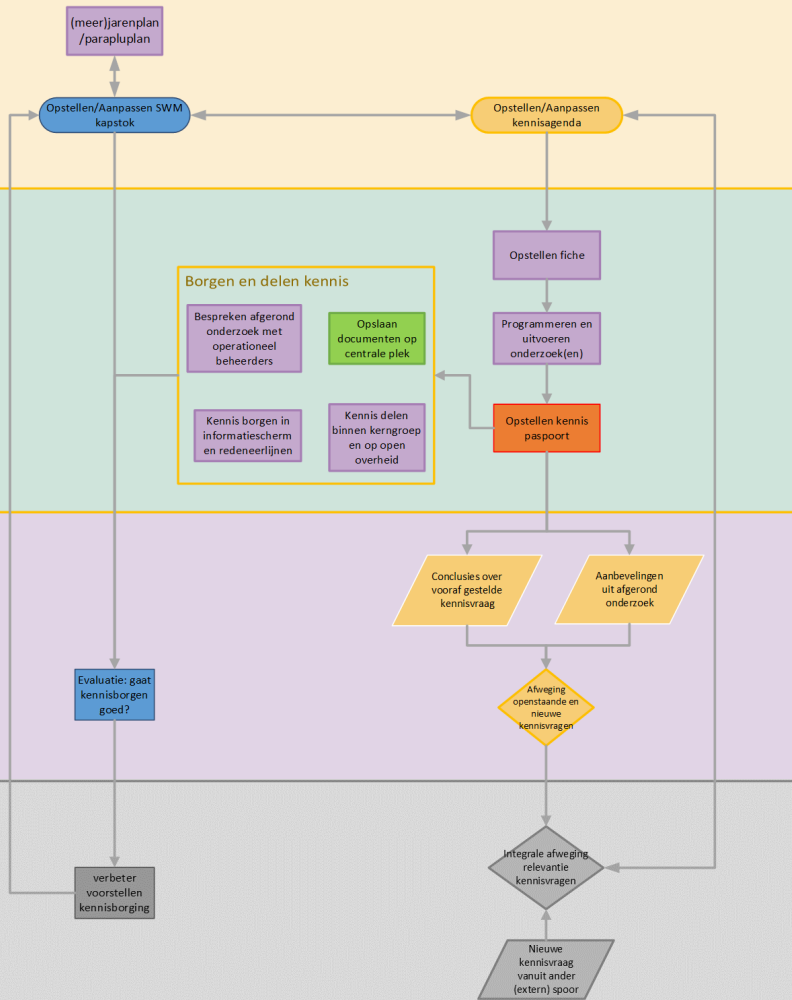 (meer)jarenplan
/parapluplan
Opstellen/Aanpassen SWM
kapstok
Opstellen/Aanpassen
kennisagenda
Opstellen fiche
Borgen en delen kennis
Bespreken afgerond
onderzoek met
operationeel
beheerders
Opslaan
documenten op
centrale plek
Programmeren en
uitvoeren
onderzoek(en)
Kennis borgen in
informatiescherm
en redeneerlijnen
Kennis delen
binnen kerngroep
en op open
overheid
Opstellen kennis
paspoort
Conclusies over
vooraf gestelde
kennisvraag
Aanbevelingen
uit afgerond
onderzoek
Evaluatie: gaat
kennisborgen
goed?
Afweging
openstaande en
nieuwe
kennisvragen
Integrale afweging
relevantie
kennisvragen
verbeter
voorstellen
kennisborging
Nieuwe
kennisvraag
vanuit ander
(extern) spoor